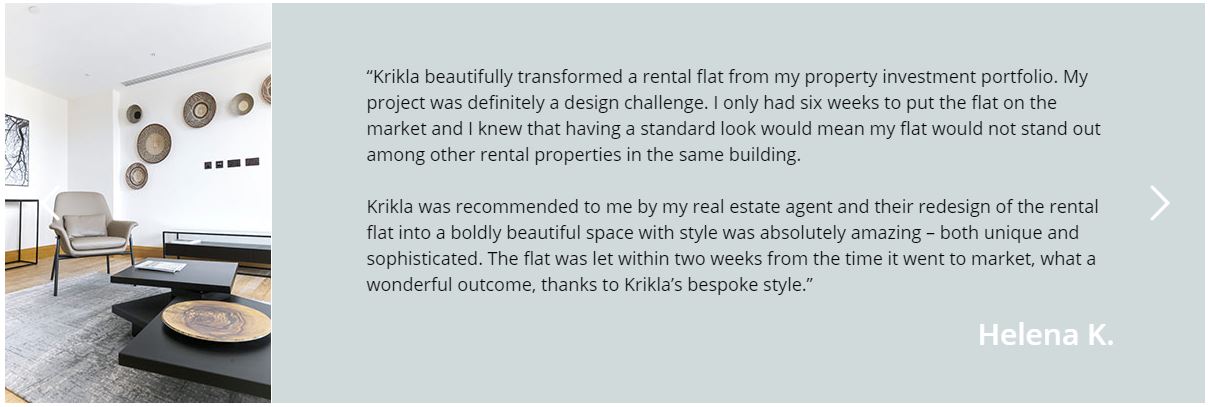 “Krikla beautifully transformed a rental flat from my property investment portfolio. My
project was definitely a design challenge. I only had six weeks to put the flat on the
market and I knew that having a standard look would mean my flat would not stand out
among other rental properties in the same building.
Krikla was recommended to me by my real estate agent and their redesign of the rental
flat into a boldly beautiful space with style was absolutely amazing – both unique and
sophisticated. The flat was let within two weeks from the time it went to market, what a
wonderful outcome, thanks to Krikla’s bespoke style.”
Helena K.